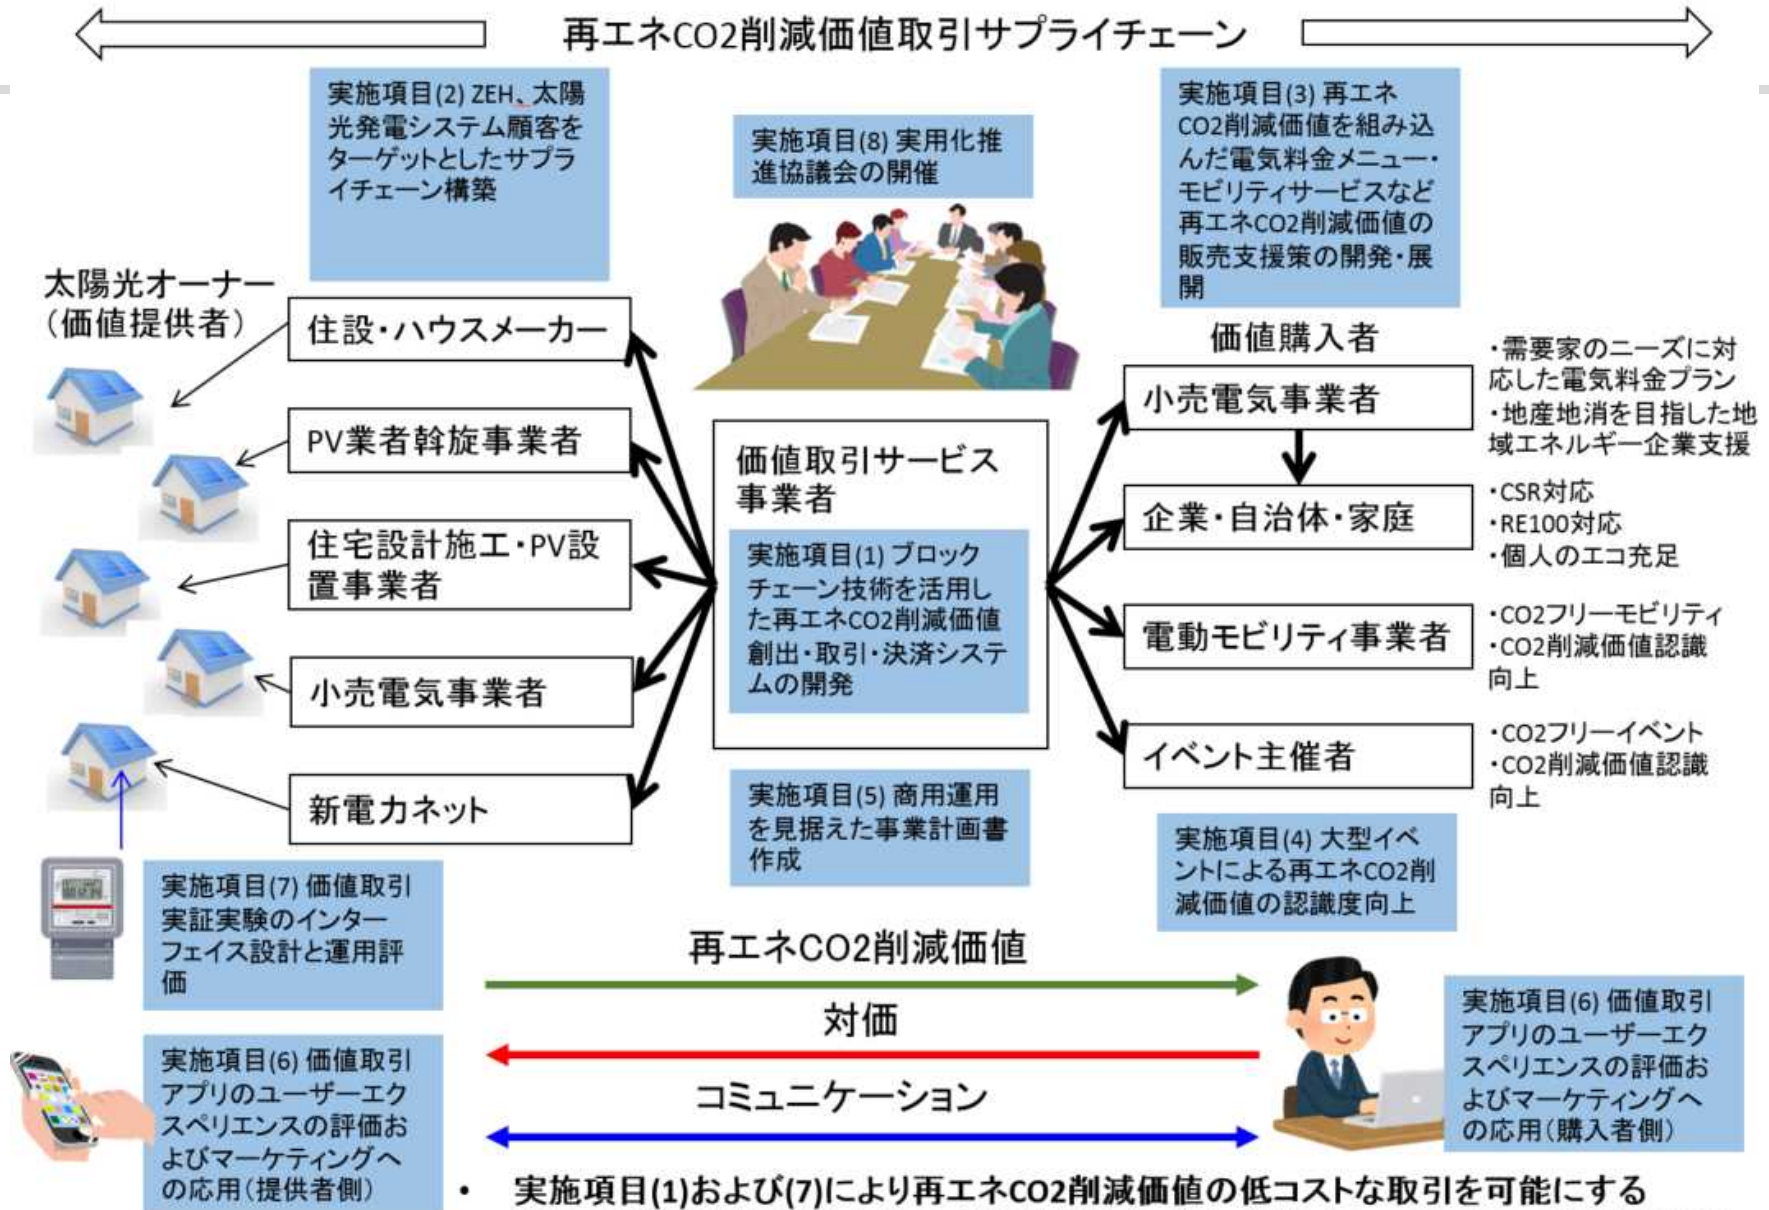 再エネCO2削減価値取引サプライチェーン
実施項目(2) ZEH、太陽
光発電システム顧客を
ターゲットとしたサプラ
イチェーン構築
実施項目(8) 実用化推
進協議会の開催
実施項目(3) 再エネ
CO2削減価値を組み込
んだ電気料金メニュー・
モビリティサービスなど
再エネCO2削減価値の
販売支援策の開発・展
開
太陽光オーナー
（価値提供者）
住設・ハウスメーカー
PV業者斡旋事業者
住宅設計施工・PV設
置事業者
小売電気事業者
新電力ネット
価値取引サービス
事業者
実施項目(1) ブロック
チェーン技術を活用し
た再エネCO2削減価値
創出・取引・決済システ
ムの開発
実施項目(5) 商用運用
を見据えた事業計画書
作成
価値購入者
小売電気事業者
・需要家のニーズに対
応した電気料金プラン
・地産地消を目指した地
域エネルギー企業支援
企業・自治体・家庭
・CSR対応
・RE100対応
・個人のエコ充足
電動モビリティ事業者
・CO2フリーモビリティ
・CO2削減価値認識
向上
イベント主催者
・CO2フリーイベント
・CO2削減価値認識
向上
実施項目(4) 大型イベ
ントによる再エネCO2削
減価値の認識度向上
実施項目(7) 価値取引
実証実験のインター
フェイス設計と運用評
価
再エネCO2削減価値
対価
コミュニケーション
実施項目(6) 価値取引
アプリのユーザーエク
スペリエンスの評価お
よびマーケティングへ
の応用（提供者側）
実施項目(6) 価値取引
アプリのユーザーエク
スペリエンスの評価お
よびマーケティングへ
の応用（購入者側）
• 実施項目(1)および(7)により再エネCO2削減価値の低コストな取引を可能にする